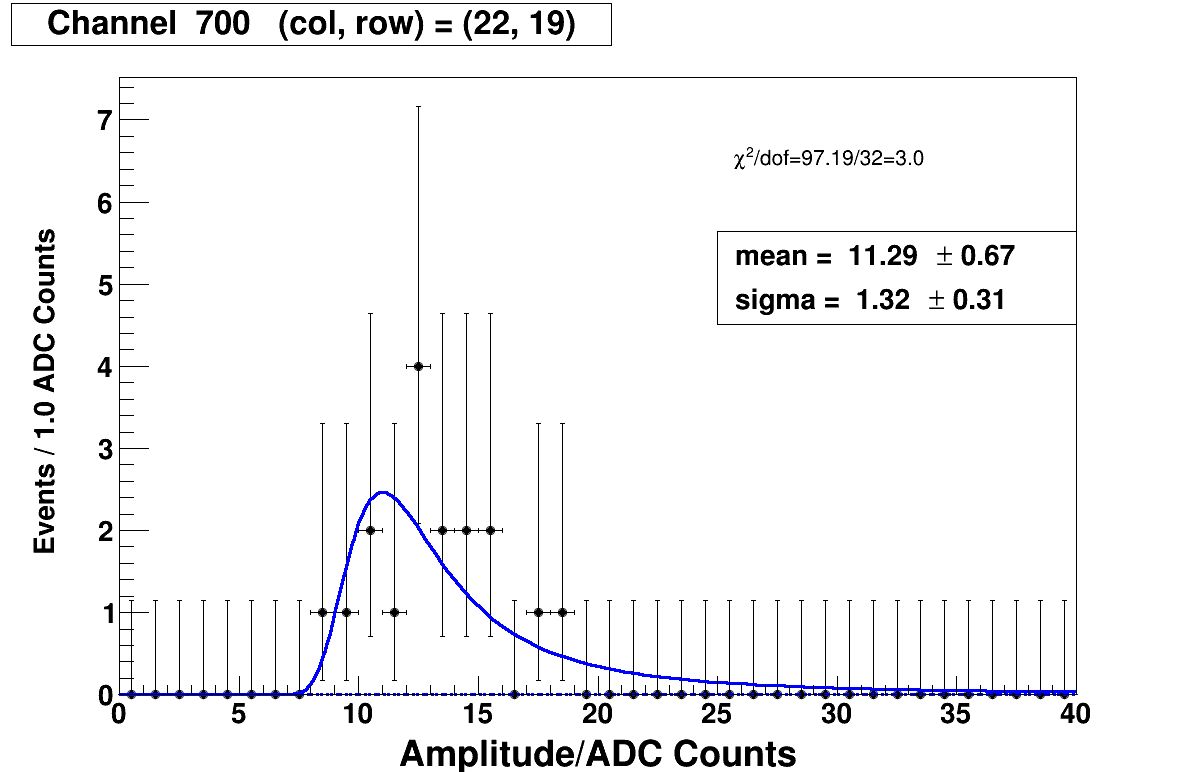 Channel 700 (col, row) = (22, 19)
χ²/dof=97.19/32=3.0
mean = 11.29 ± 0.67
sigma = 1.32 ± 0.31
Events / 1.0 ADC Counts
7
6
5
4
3
2
1
0
0 5 10 15 20 25 30 35 40
Amplitude/ADC Counts